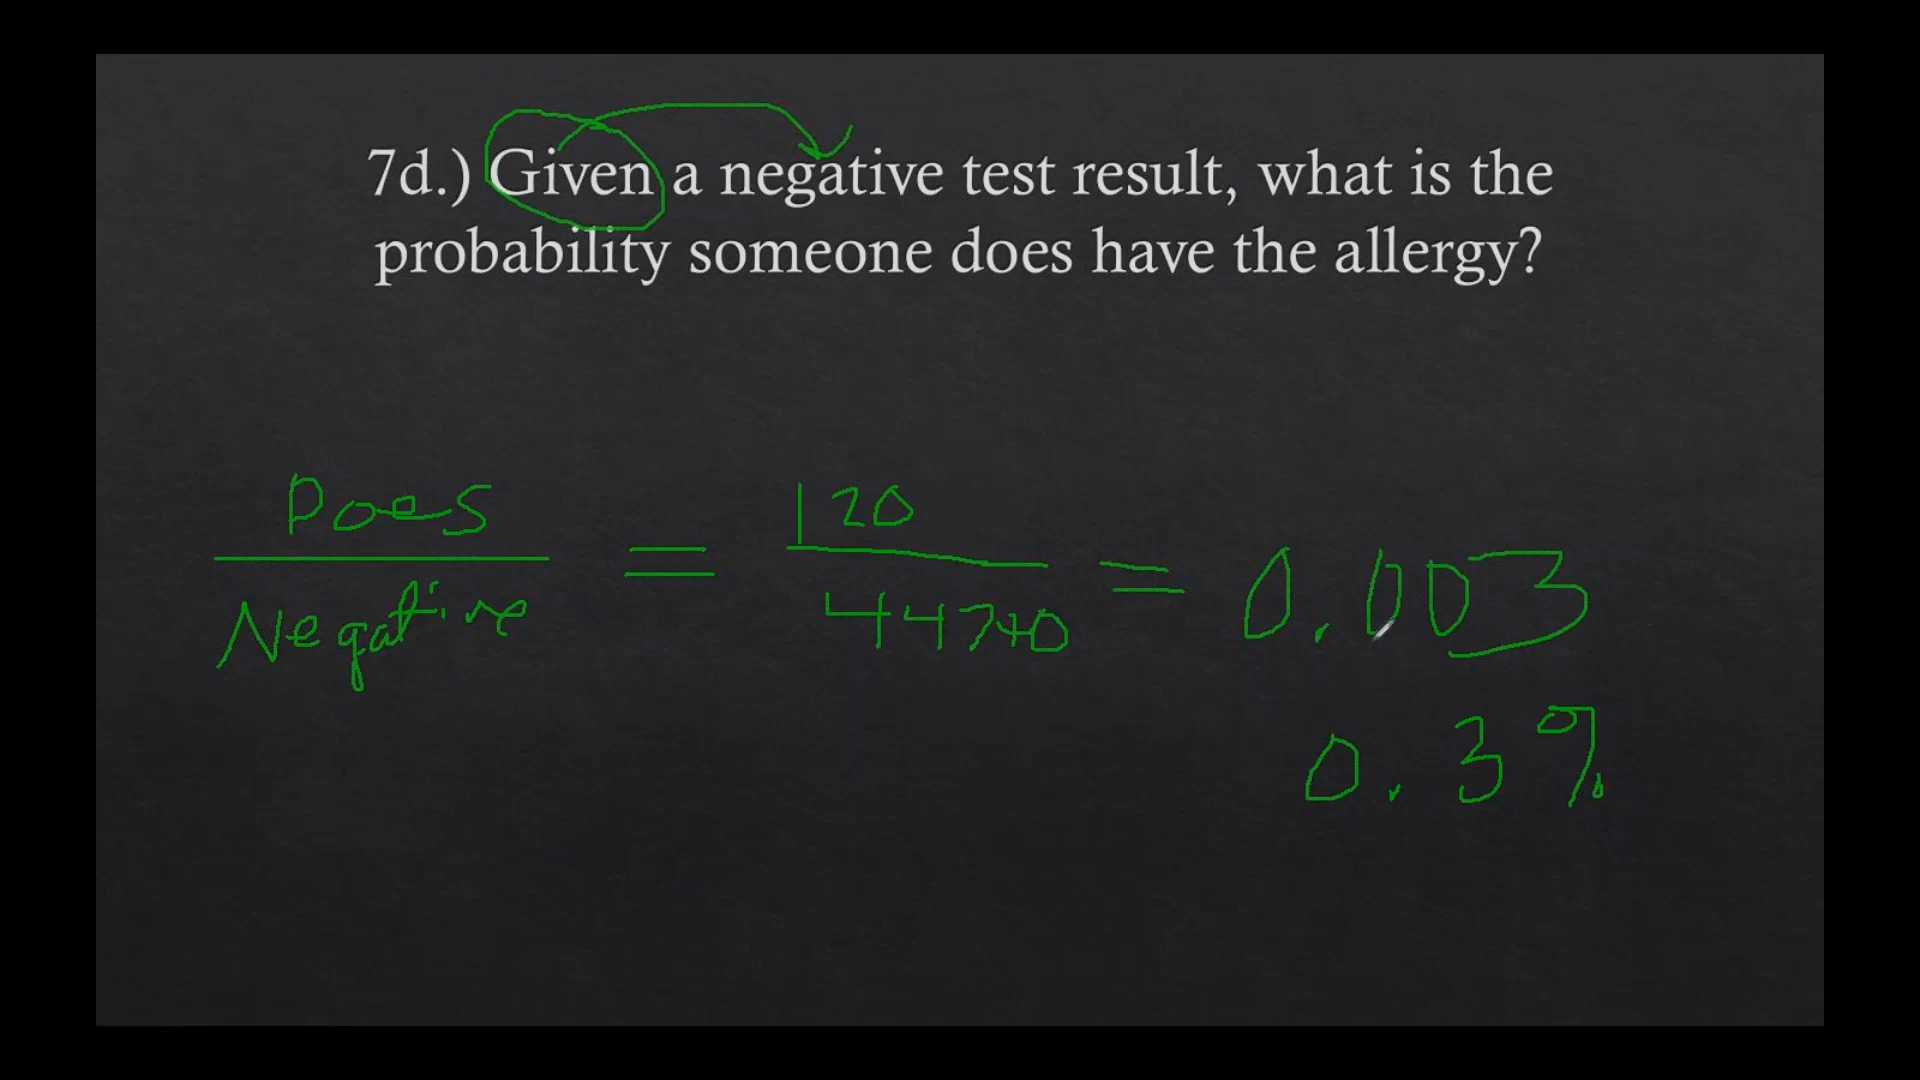 7d.) Given a negative test result, what is the
probability someone does have the allergy?
Does
Negative
=
120
44740
= 0.003
0.3%